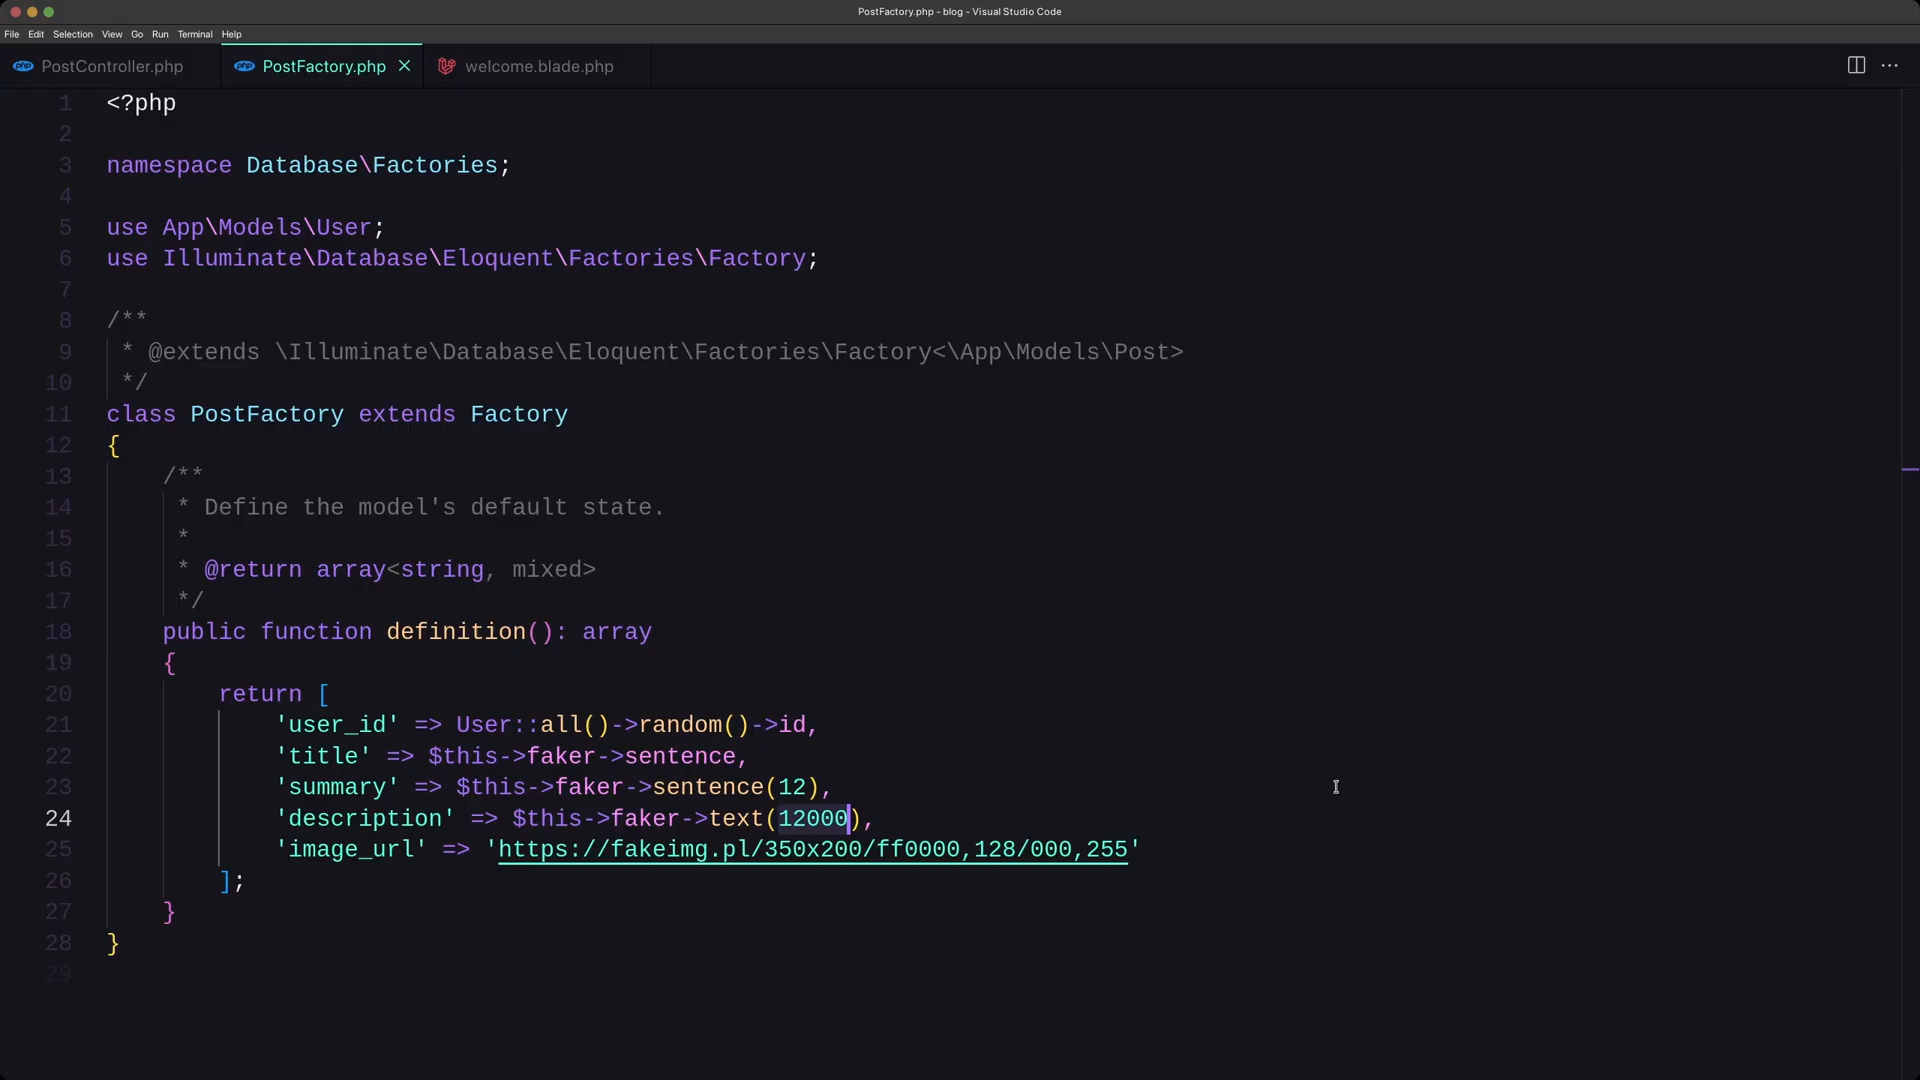 PostFactory.php - blog - Visual Studio Code
File Edit Selection View Go Run Terminal Help
php PostController.php php PostFactory.php welcome.blade.php
1 <?php
2
3 namespace Database\Factories;
4
5 use App\Models\User;
6 use Illuminate\Database\Eloquent\Factories\Factory;
7
8 /**
9 * @extends \Illuminate\Database\Eloquent\Factories\Factory<\App\Models\Post>
10 */
11 class PostFactory extends Factory
12 {
13 /**
14 * Define the model's default state.
15 *
16 * @return array<string, mixed>
17 */
18 public function definition(): array
19 {
20 return [
21 'user_id' => User::all()->random()->id,
22 'title' => $this->faker->sentence,
23 'summary' => $this->faker->sentence(12),
24 'description' => $this->faker->text(12000),
25 'image_url' => 'https://fakeimg.pl/350x200/ff0000,128/000,255'
26 ];
27 }
28 }
29